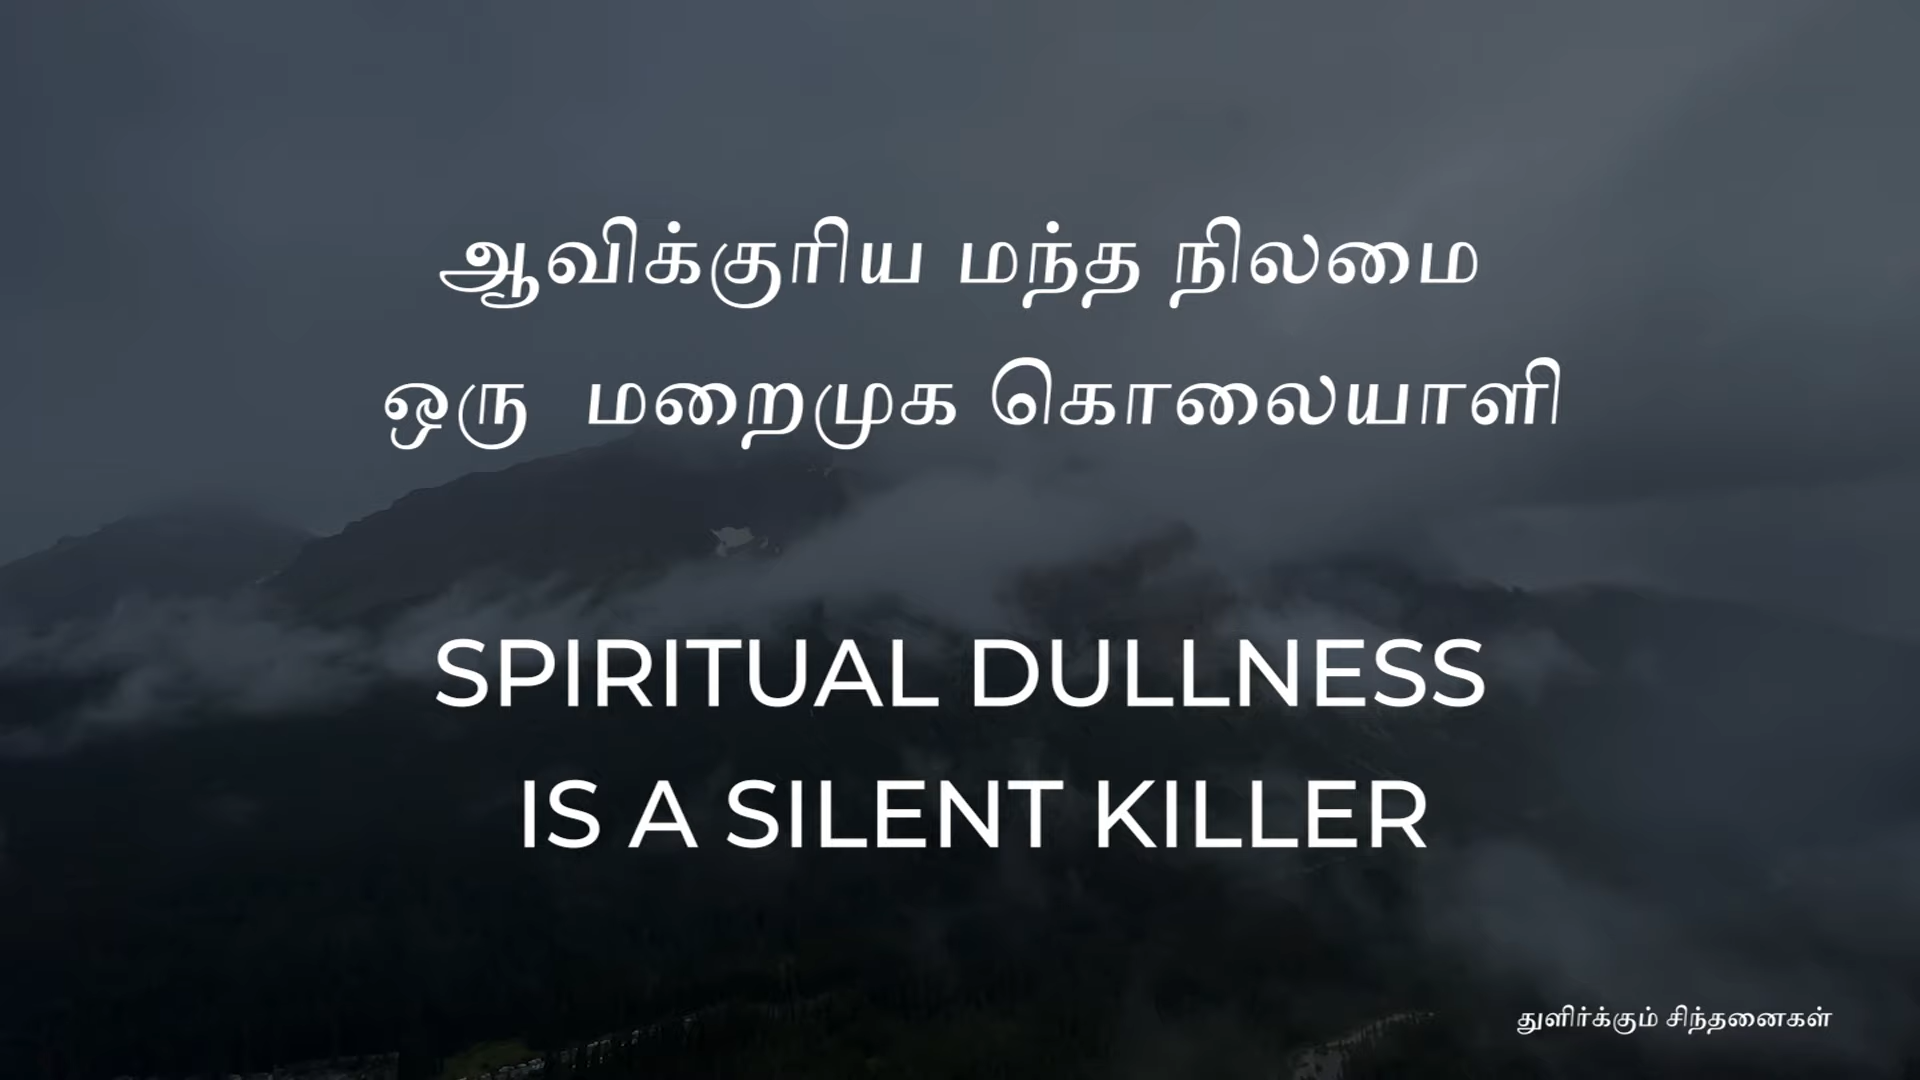 ஆவிக்குரிய மந்த நிலமை
ஒரு மறைமுக கொலையாளி
SPIRITUAL DULLNESS
IS A SILENT KILLER
துளிர்க்கும் சிந்தனைகள்